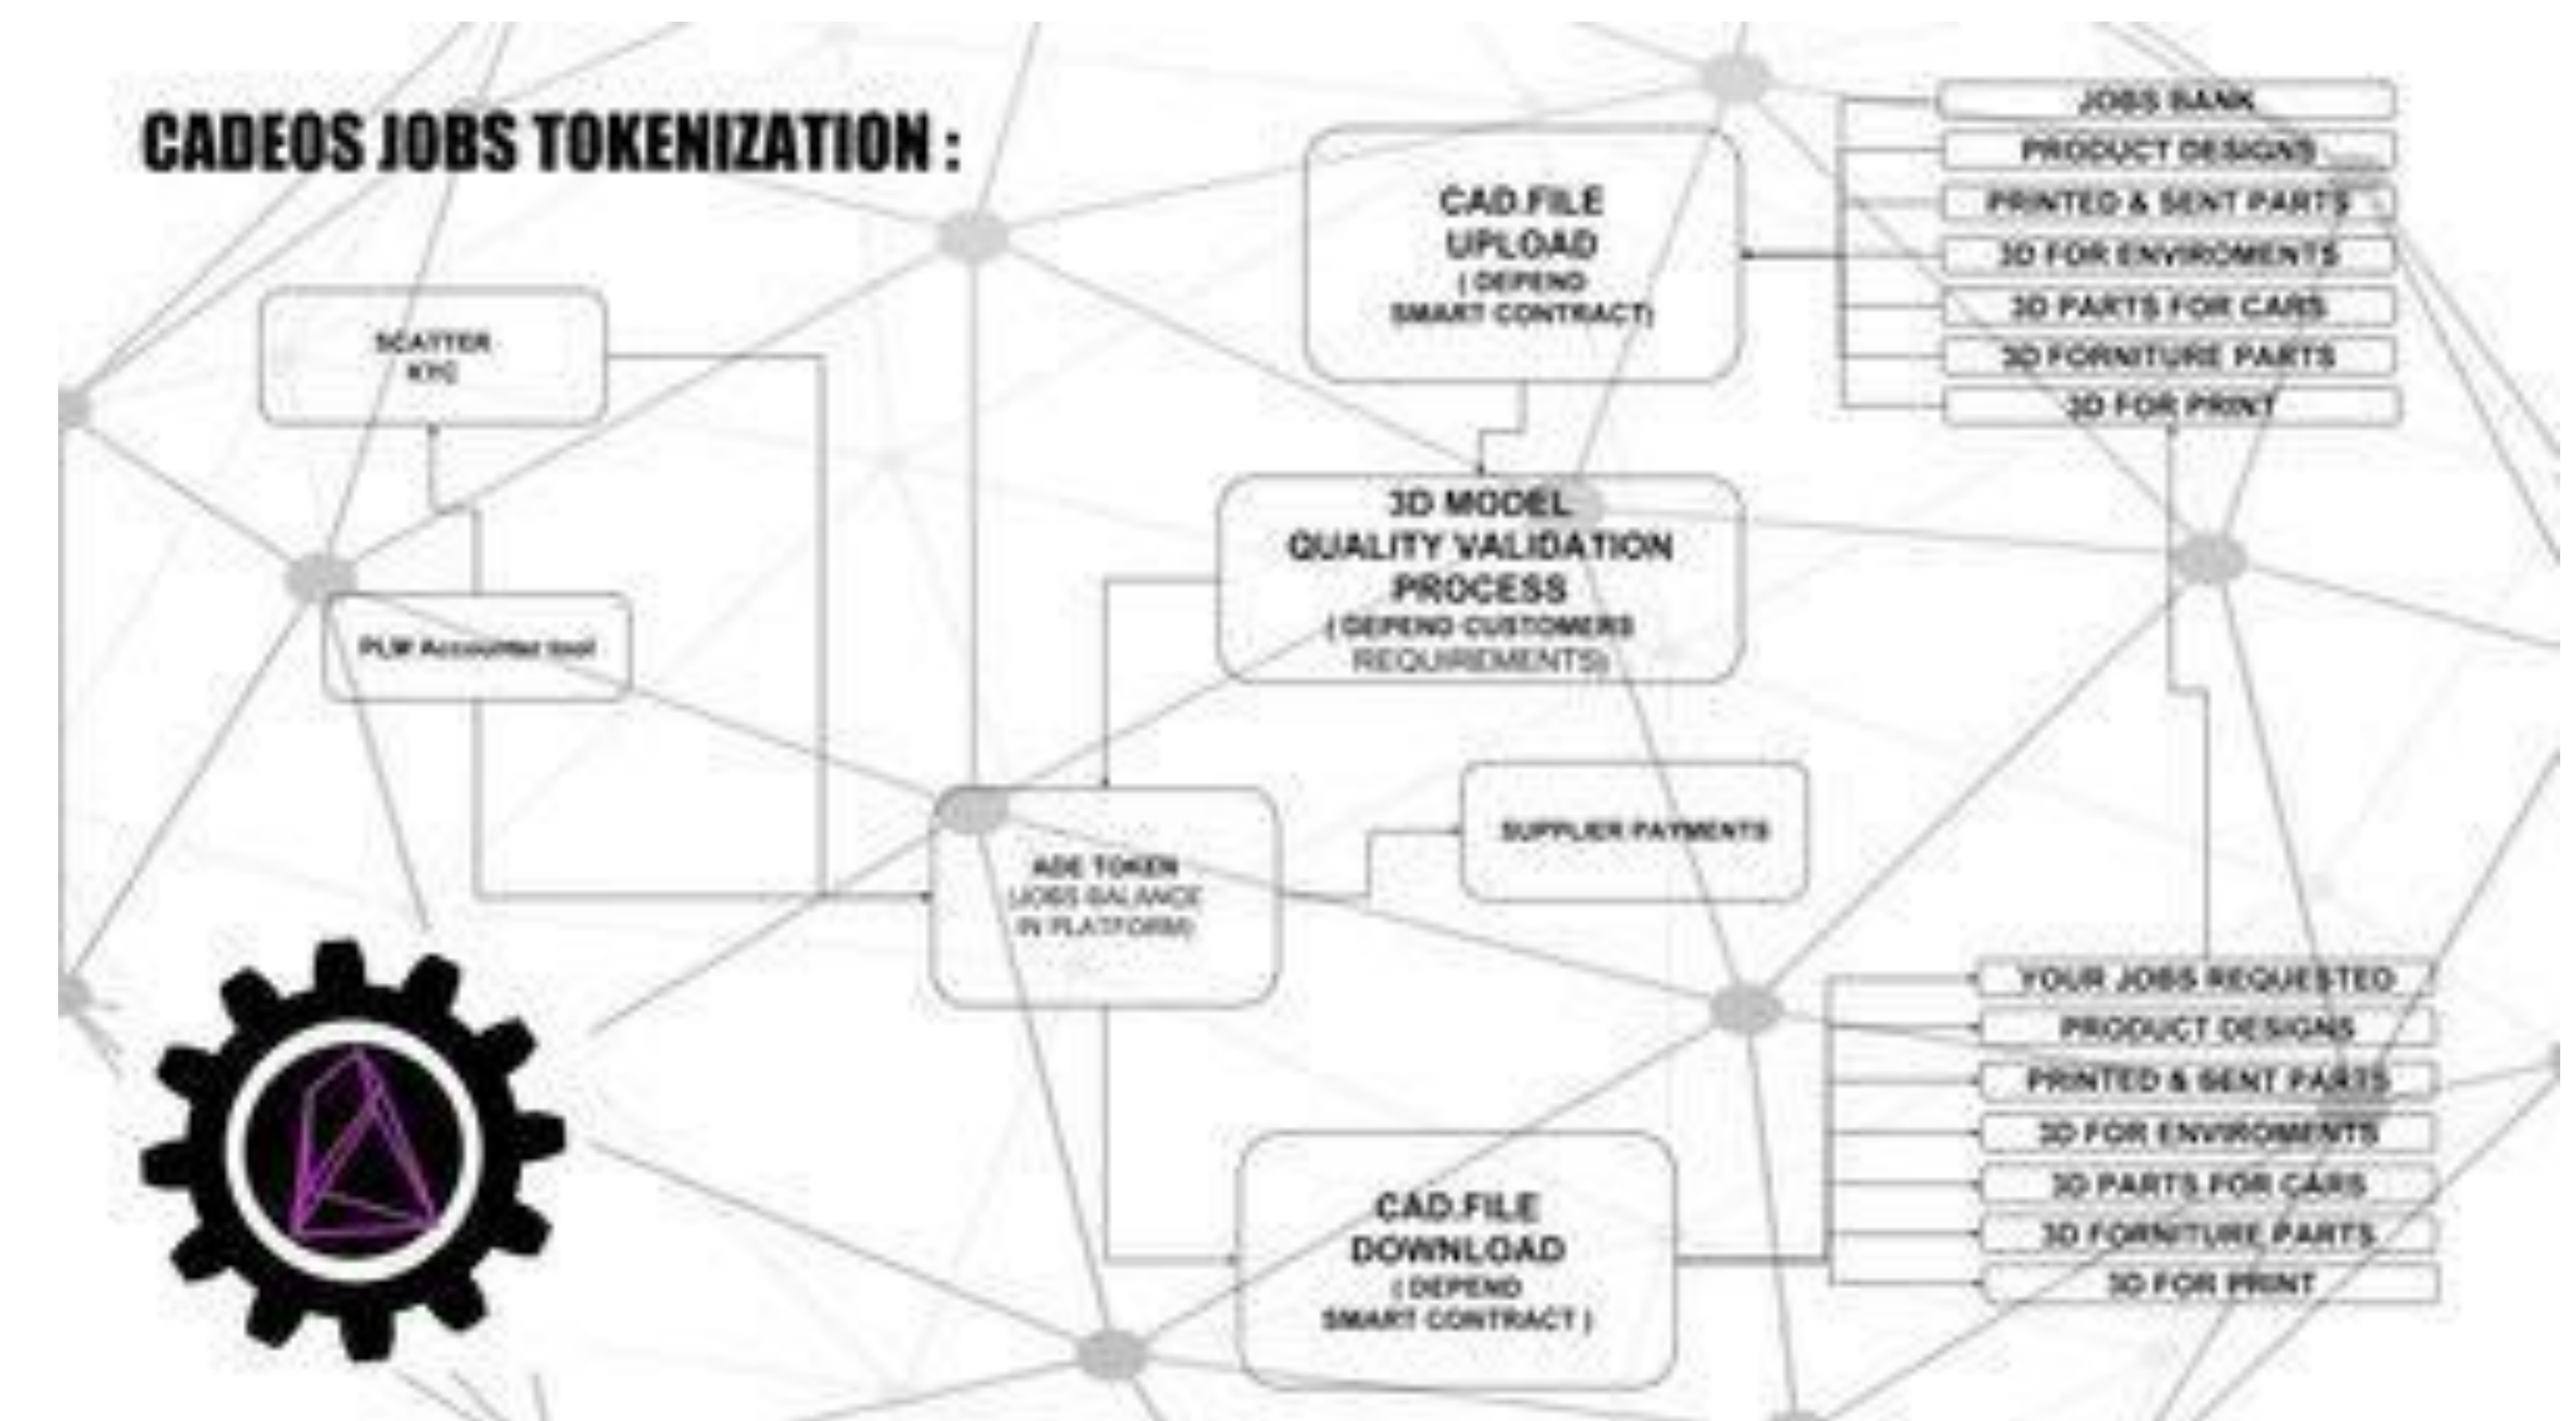 CADEOS JOBS TOKENIZATION :
SCATTER
KYC
PLM Accounter tool
CAD.FILE
UPLOAD
( DEPEND
SMART CONTRACT)
JOBS BANK
PRODUCT DESIGNS
PRINTED & SENT PARTS
3D FOR ENVIROMENTS
3D PARTS FOR CARS
3D FORNITURE PARTS
3D FOR PRINT
3D MODEL
QUALITY VALIDATION
PROCESS
( DEPEND CUSTOMERS
REQUIREMENTS)
ADE TOKEN
(JOBS BALANCE
IN PLATFORM)
SUPPLIER PAYMENTS
CAD.FILE
DOWNLOAD
( DEPEND
SMART CONTRACT )
YOUR JOBS REQUESTED
PRODUCT DESIGNS
PRINTED & SENT PARTS
3D FOR ENVIROMENTS
3D PARTS FOR CARS
3D FORNITURE PARTS
3D FOR PRINT